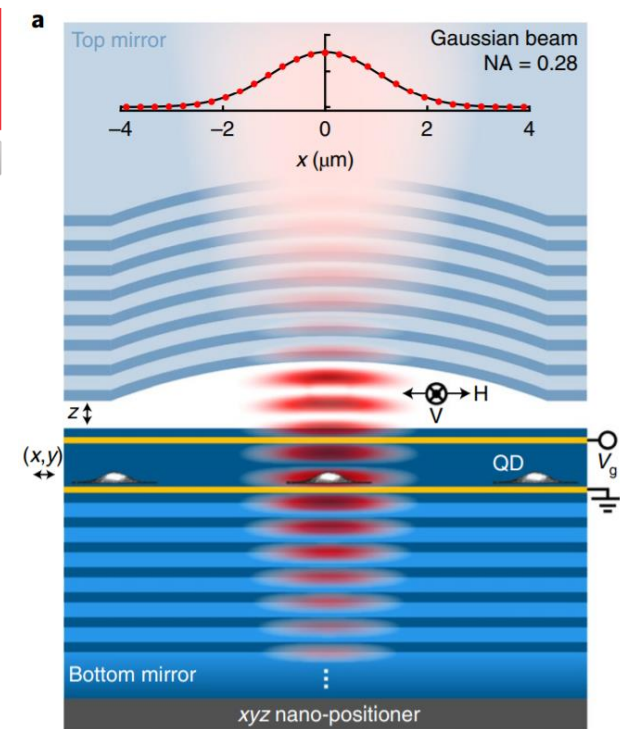 a
Top mirror
Gaussian beam
NA = 0.28
−4 −2 0 2 4
x (μm)
z
H
V
(x,y)
QD
Vg
Bottom mirror
xyz nano-positioner